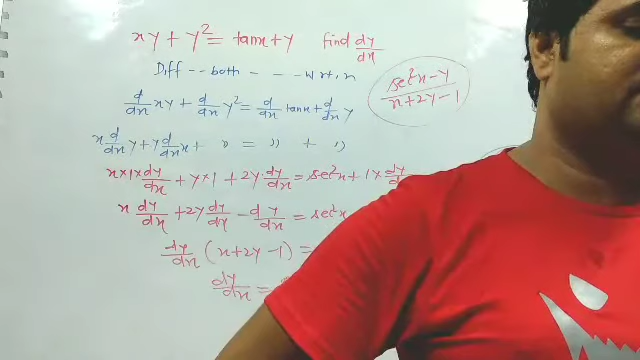 xy + y² = tanx + y find dy/dx
Diff -- both - - - w r t . x
d/dx xy + d/dx y² = d/dx tanx + d/dx y
x d/dx y + y d/dx x + " = " + "
x × 1 × dy/dx + y × 1 + 2y · dy/dx = sec²x + 1 × dy/dx
x dy/dx + 2y dy/dx - dy/dx = sec²x
dy/dx (x + 2y - 1) =
dy/dx =
sec²x - y / x + 2y - 1